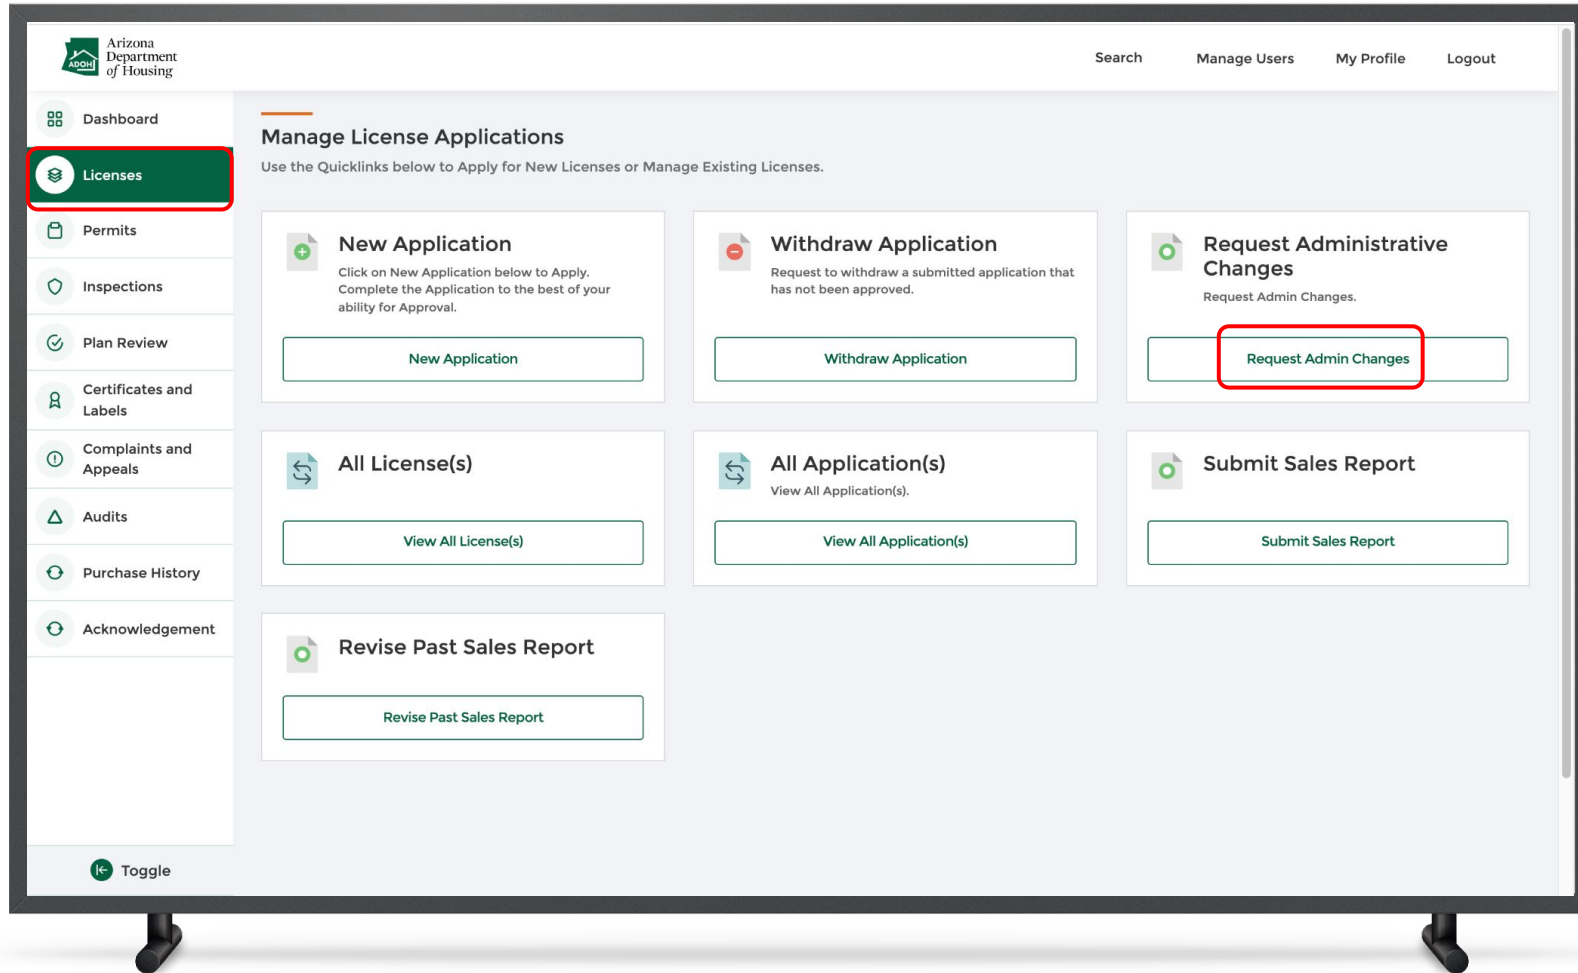 Arizona
Department
of Housing
ADOH
Search
Manage Users
My Profile
Logout
Dashboard
Licenses
Permits
Inspections
Plan Review
Certificates and
Labels
Complaints and
Appeals
Audits
Purchase History
Acknowledgement
Toggle
Manage License Applications
Use the Quicklinks below to Apply for New Licenses or Manage Existing Licenses.
New Application
Click on New Application below to Apply.
Complete the Application to the best of your
ability for Approval.
New Application
Withdraw Application
Request to withdraw a submitted application that
has not been approved.
Withdraw Application
Request Administrative
Changes
Request Admin Changes.
Request Admin Changes
All License(s)
View All License(s)
All Application(s)
View All Application(s).
View All Application(s)
Submit Sales Report
Submit Sales Report
Revise Past Sales Report
Revise Past Sales Report